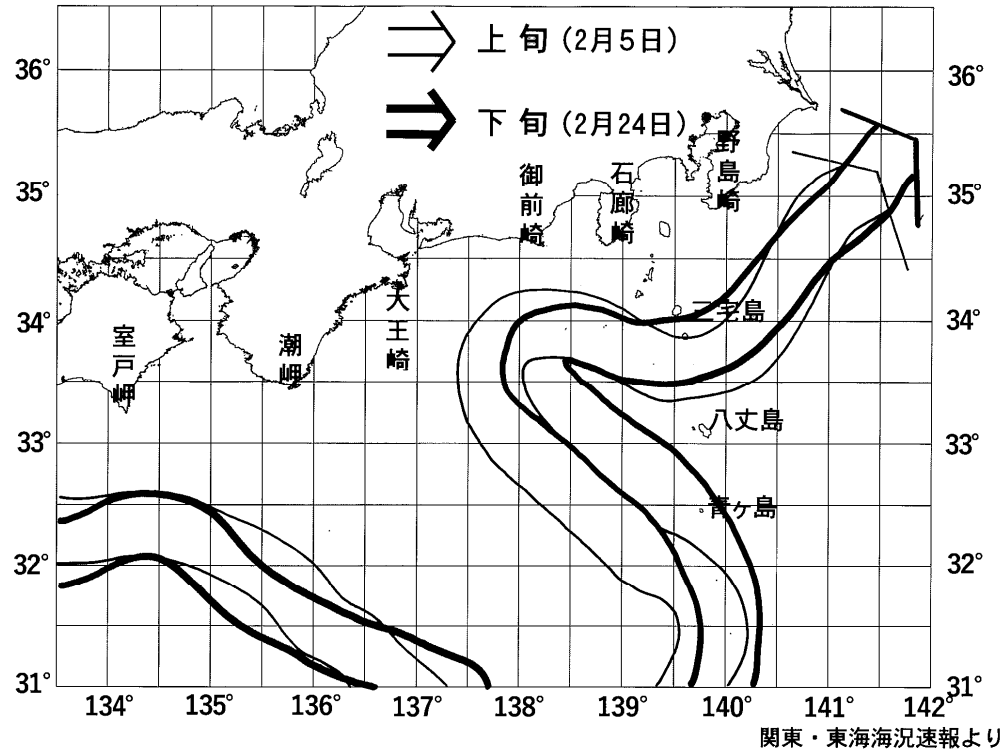 上旬（2月5日）
下旬（2月24日）
36°
36°
35°
35°
34°
34°
33°
33°
32°
32°
31°
31°
野島崎
石廊崎
御前崎
大王崎
潮岬
室戸岬
三宅島
八丈島
青ヶ島
134°
135°
136°
137°
138°
139°
140°
141°
142°
関東・東海海況速報より